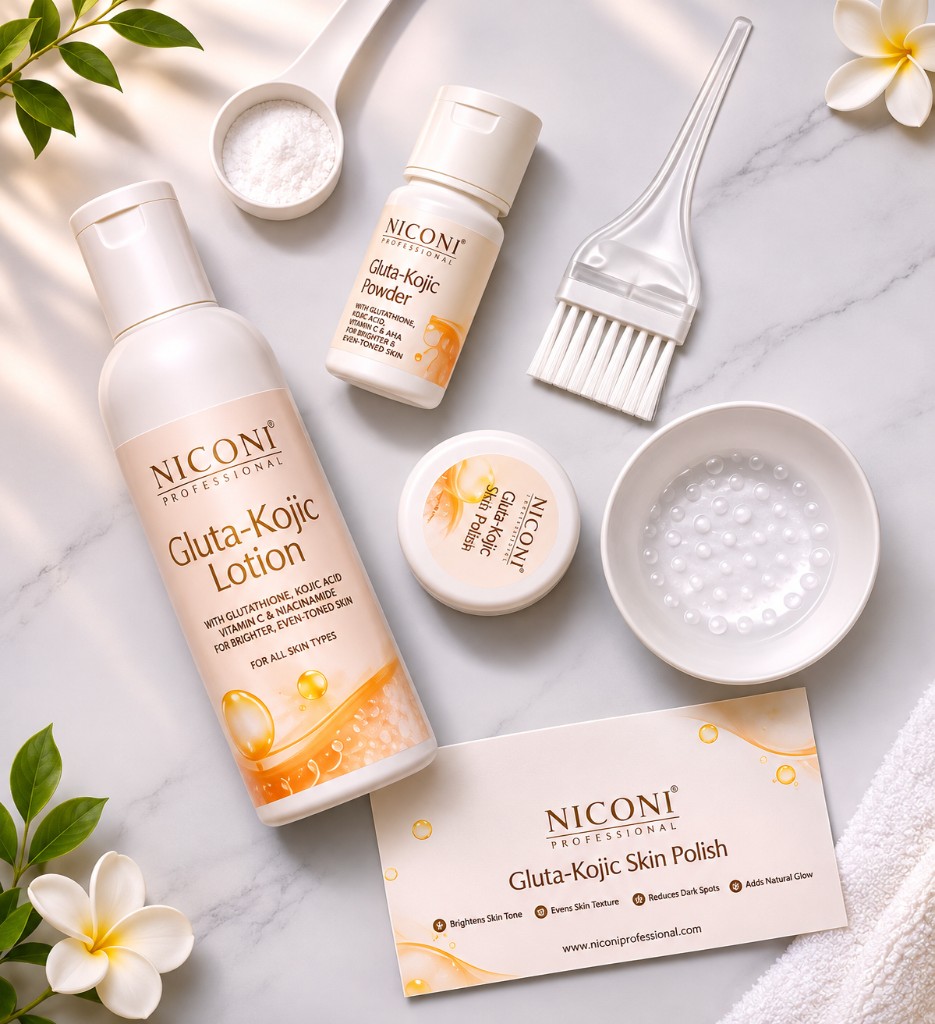 NICONI®
PROFESSIONAL
Gluta-Kojic
Powder
WITH GLUTATHIONE,
KOJIC ACID,
VITAMIN C & AHA
FOR BRIGHTER &
EVEN-TONED SKIN
NICONI®
PROFESSIONAL
Gluta-Kojic
Lotion
WITH GLUTATHIONE, KOJIC ACID
VITAMIN C & NIACINAMIDE
FOR BRIGHTER, EVEN-TONED SKIN
FOR ALL SKIN TYPES
NICONI®
Gluta-Kojic
Skin Polish
NICONI®
PROFESSIONAL
Gluta-Kojic Skin Polish
Brightens Skin Tone Evens Skin Texture Reduces Dark Spots Adds Natural Glow
www.niconiprofessional.com